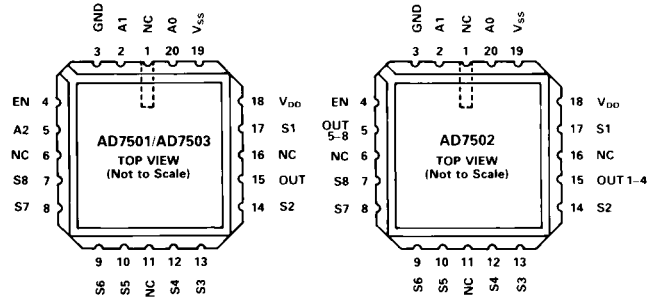 GND A1 NC A0 VSS
3 2 1 20 19
EN 4
A2 5
NC 6
S8 7
S7 8
AD7501/AD7503
TOP VIEW
(Not to Scale)
18 VDD
17 S1
16 NC
15 OUT
14 S2
9 10 11 12 13
S6 S5 NC S4 S3
GND A1 NC A0 VSS
3 2 1 20 19
EN 4
OUT
5–8 5
NC 6
S8 7
S7 8
AD7502
TOP VIEW
(Not to Scale)
18 VDD
17 S1
16 NC
15 OUT 1–4
14 S2
9 10 11 12 13
S6 S5 NC S4 S3